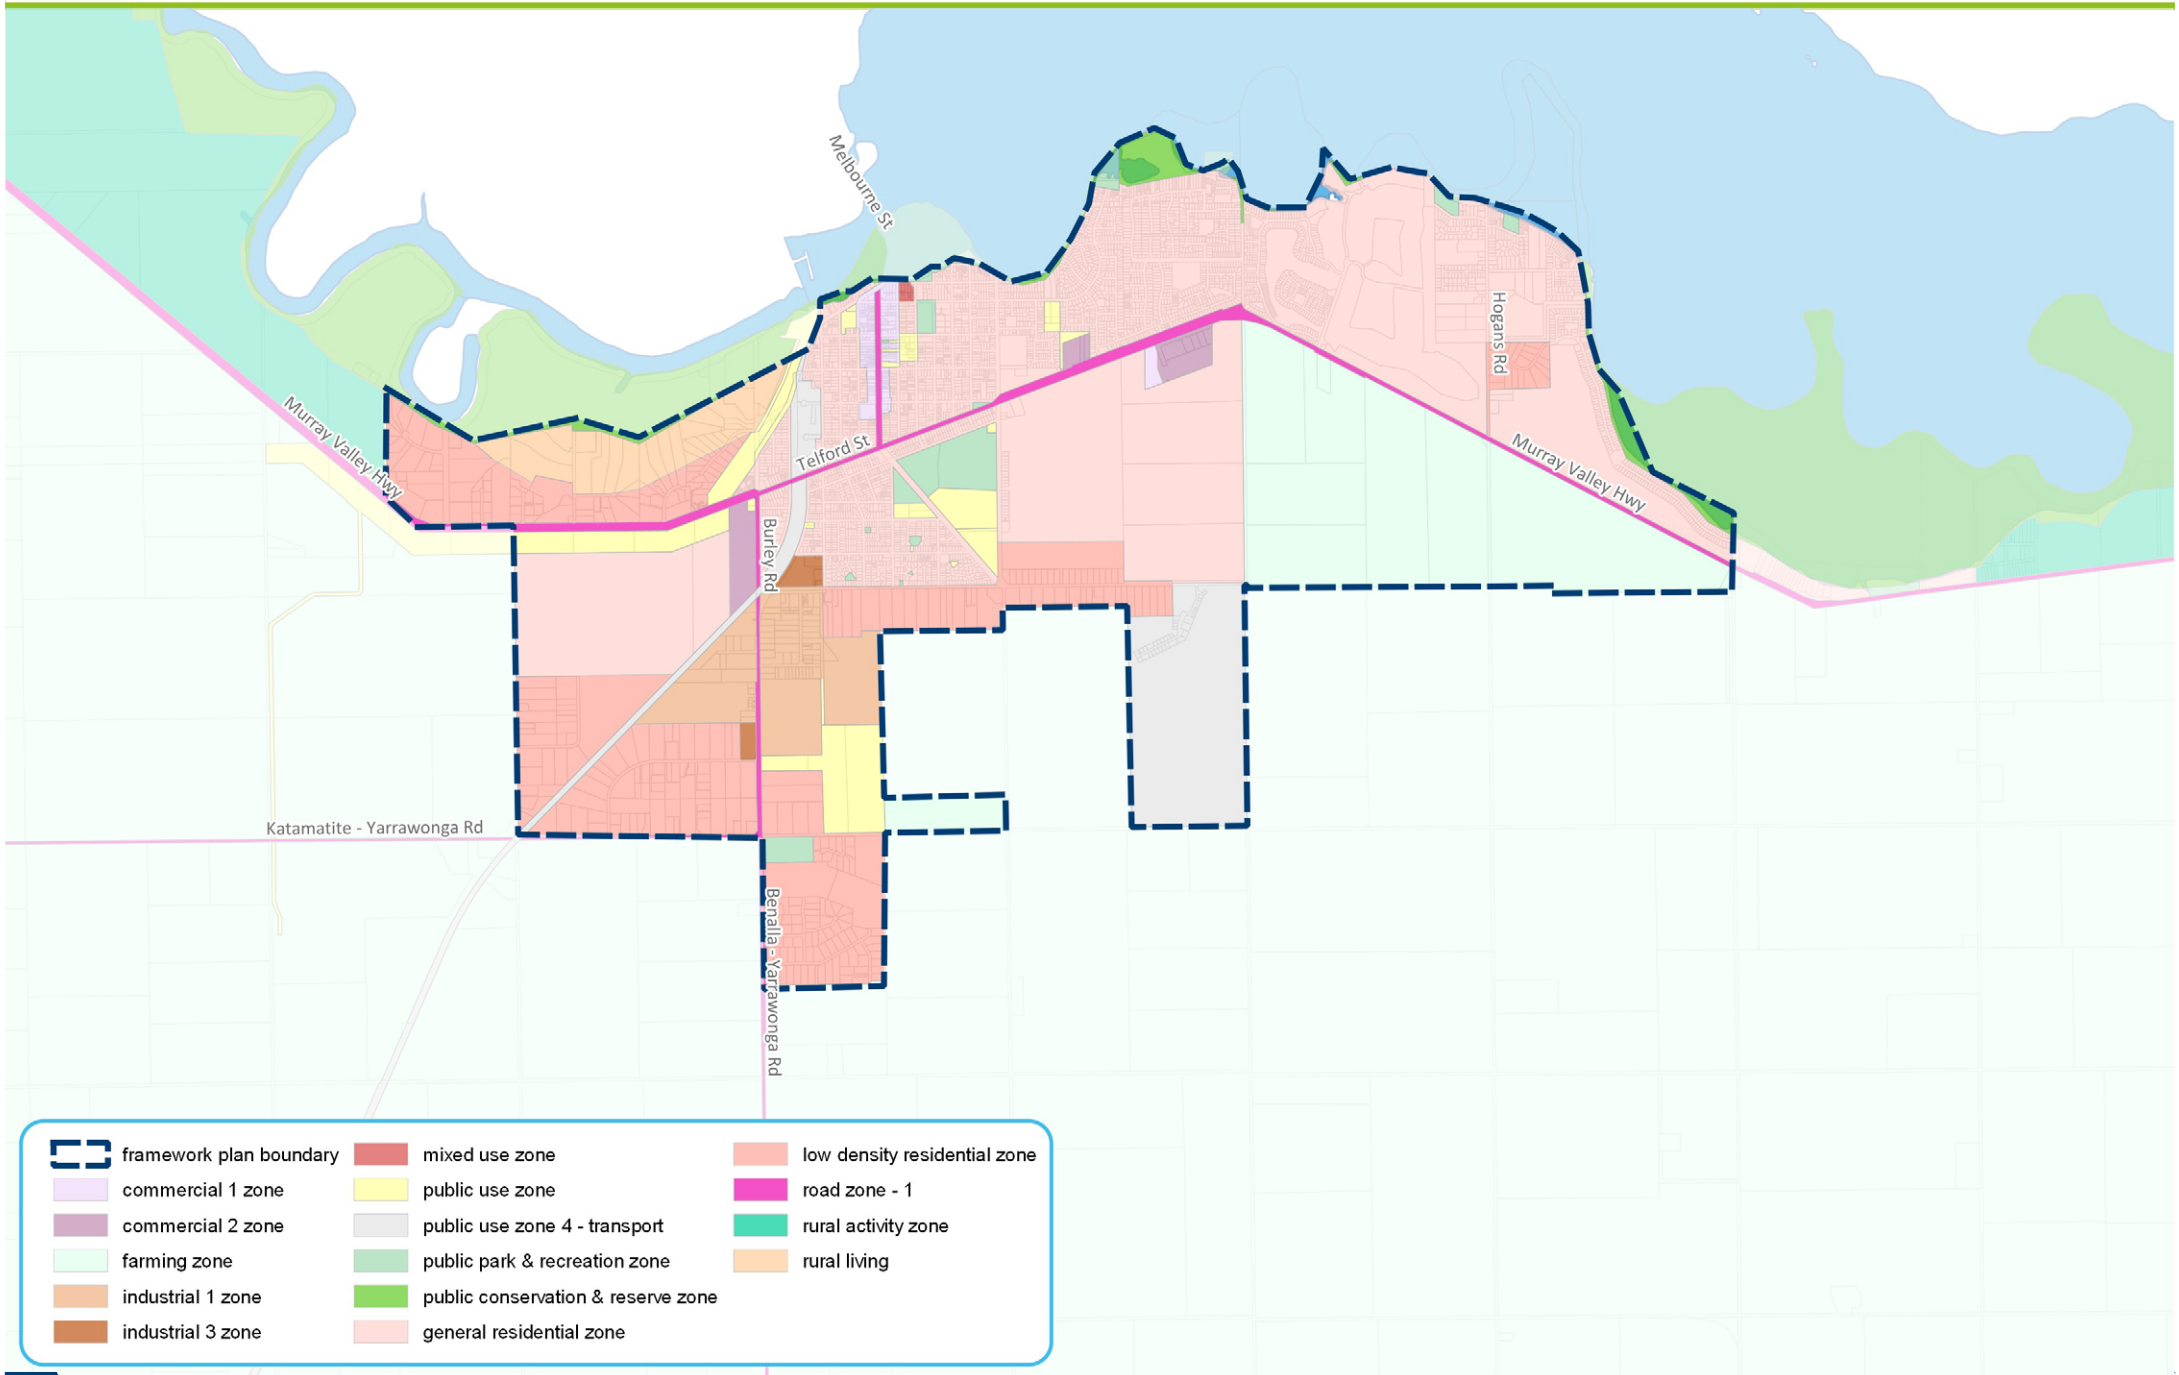 Melbourne St
Hogans Rd
Murray Valley Hwy
Telford St
Murray Valley Hwy
Burley Rd
Katamatite - Yarrawonga Rd
Benalla - Yarrawonga Rd
framework plan boundary
commercial 1 zone
commercial 2 zone
farming zone
industrial 1 zone
industrial 3 zone
mixed use zone
public use zone
public use zone 4 - transport
public park & recreation zone
public conservation & reserve zone
general residential zone
low density residential zone
road zone - 1
rural activity zone
rural living